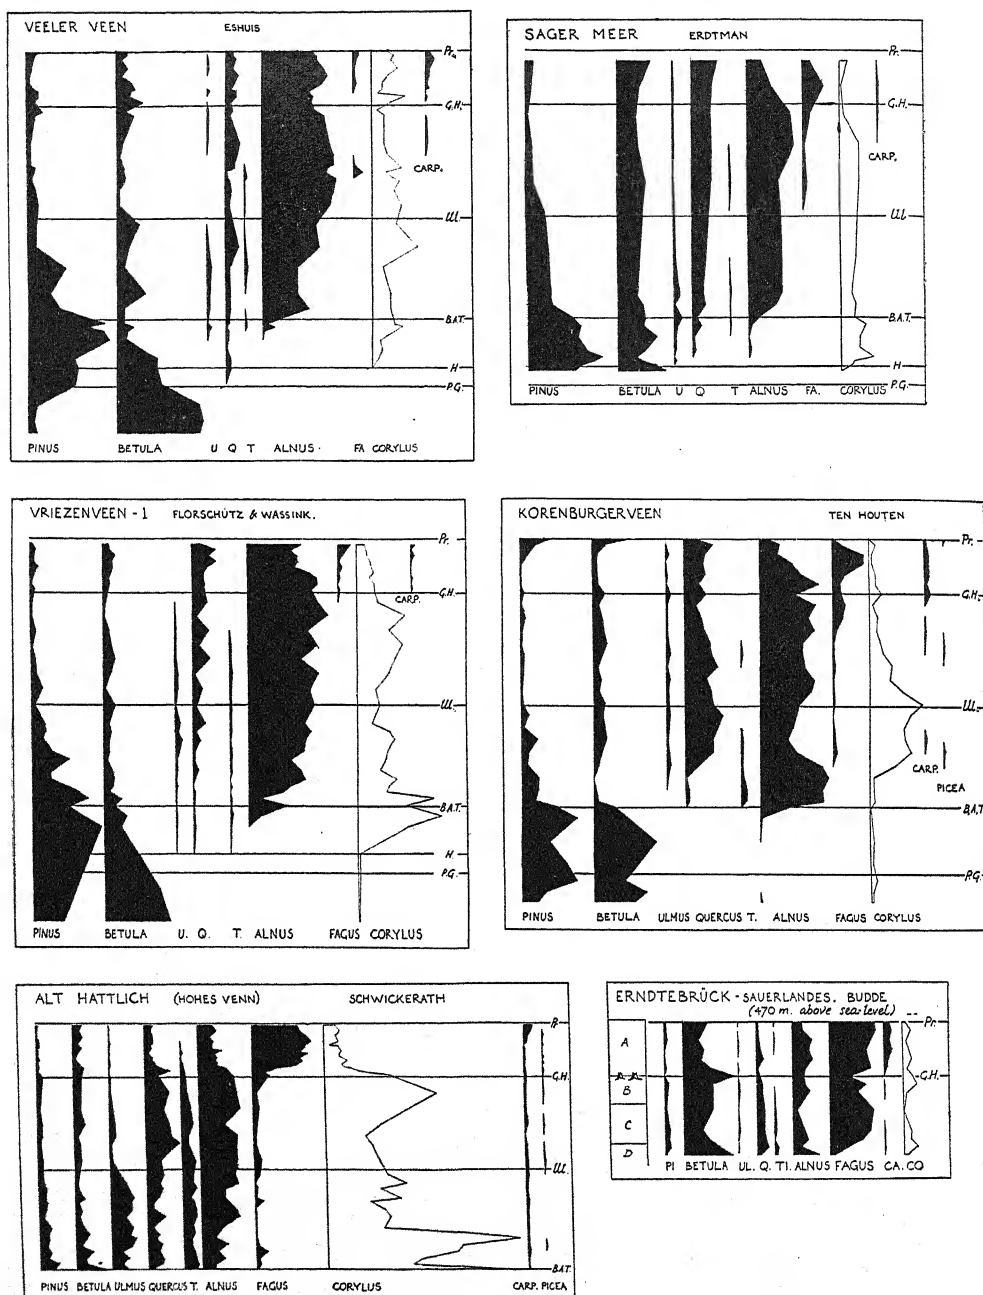 VEELER VEEN ESHUIS
Pr.
G.H.
CARP.
Ul.
B.A.T.
H
P.G.
PINUS BETULA U Q T ALNUS. FA CORYLUS
SAGER MEER ERDTMAN
Pr.
G.H.
CARP.
Ul
B.A.T.
H
P.G.
PINUS BETULA U Q T ALNUS FA. CORYLUS
VRIEZENVEEN - 1 FLORSCHÜTZ & WASSINK.
Pr.
G.H.
CARP.
Ul.
B.A.T.
H.
P.G.
PINUS BETULA U. Q. T. ALNUS FAGUS CORYLUS
KORENBURGERVEEN TEN HOUTEN
Pr.
G.H.
Ul.
CARP.
PICEA
B.A.T.
P.G.
PINUS BETULA ULMUS QUERCUS T. ALNUS FAGUS CORYLUS
ALT HATTLICH (HOHES VENN) SCHWICKERATH
Pr.
G.H.
Ul.
B.A.T.
PINUS BETULA ULMUS QUERCUS T. ALNUS FAGUS CORYLUS CARP. PICEA
ERNDTEBRÜCK - SAUERLANDES. BUDDE
(470 m. above sea-level)
Pr.
A
G.H.
B
C
D
PI BETULA UL. Q. TI. ALNUS FAGUS CA. CO